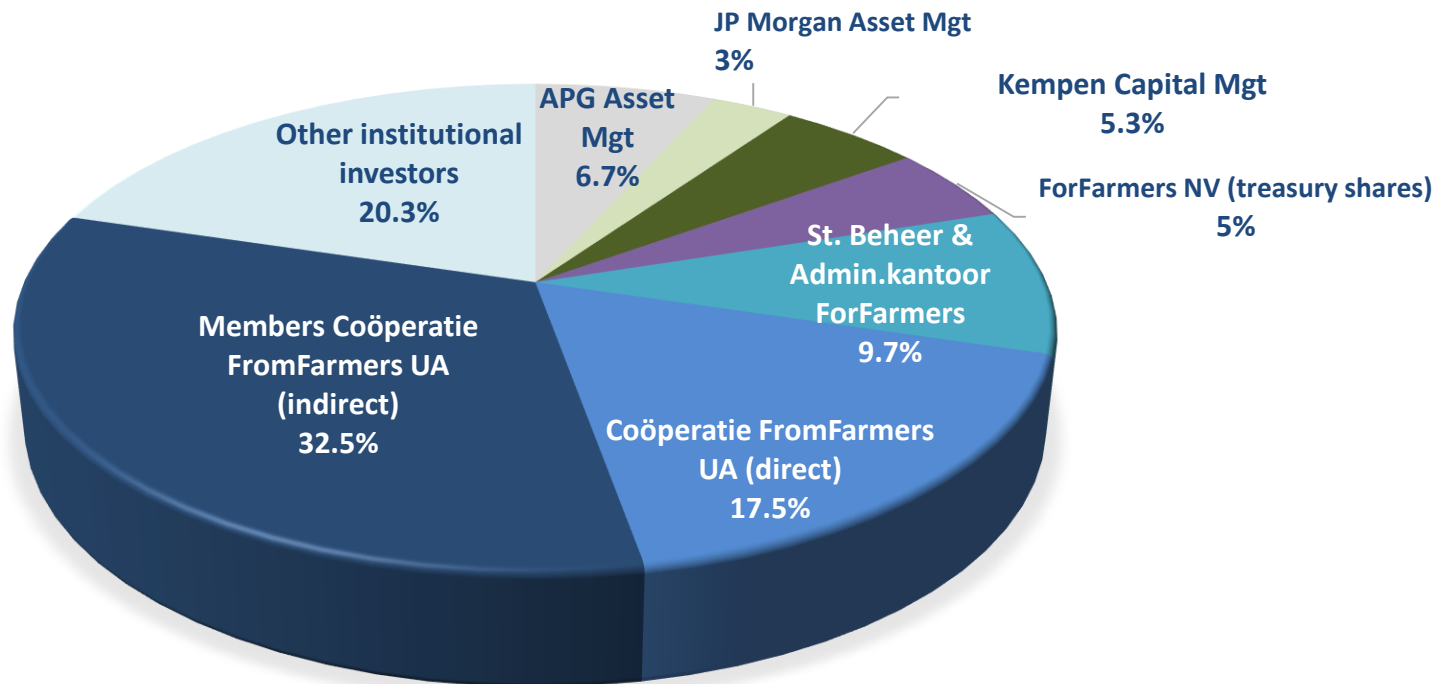 JP Morgan Asset Mgt
3%
Kempen Capital Mgt
5.3%
ForFarmers NV (treasury shares)
5%
APG Asset
Mgt
6.7%
Other institutional
investors
20.3%
St. Beheer &
Admin.kantoor
ForFarmers
9.7%
Members Coöperatie
FromFarmers UA
(indirect)
32.5%
Coöperatie FromFarmers
UA (direct)
17.5%